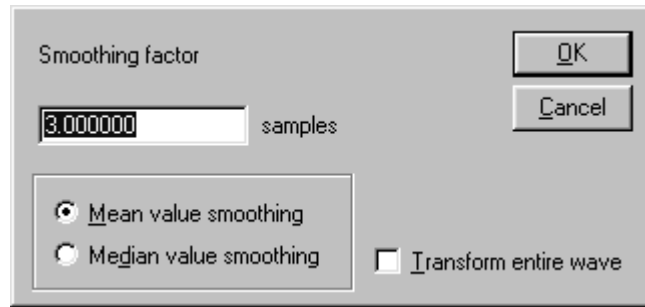 Smoothing factor
OK
3.000000 samples
Cancel
Mean value smoothing
Median value smoothing
Transform entire wave